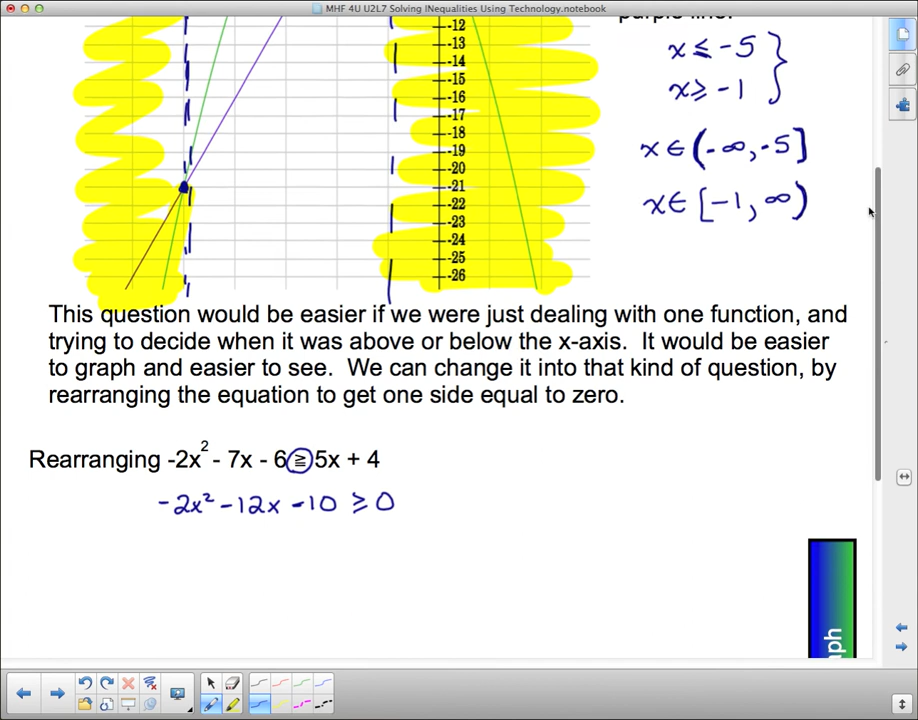 MHF 4U U2L7 Solving INequalities Using Technology.notebook
purple line.
-12
-13
-14
-15
-16
-17
-18
-19
-20
-21
-22
-23
-24
-25
-26
x ≤ -5
x ≥ -1 }
x ∈ (-∞, -5]
x ∈ [-1, ∞)
This question would be easier if we were just dealing with one function, and
trying to decide when it was above or below the x-axis. It would be easier
to graph and easier to see. We can change it into that kind of question, by
rearranging the equation to get one side equal to zero.
Rearranging -2x² - 7x - 6 ≧ 5x + 4
-2x² - 12x - 10 ≥ 0